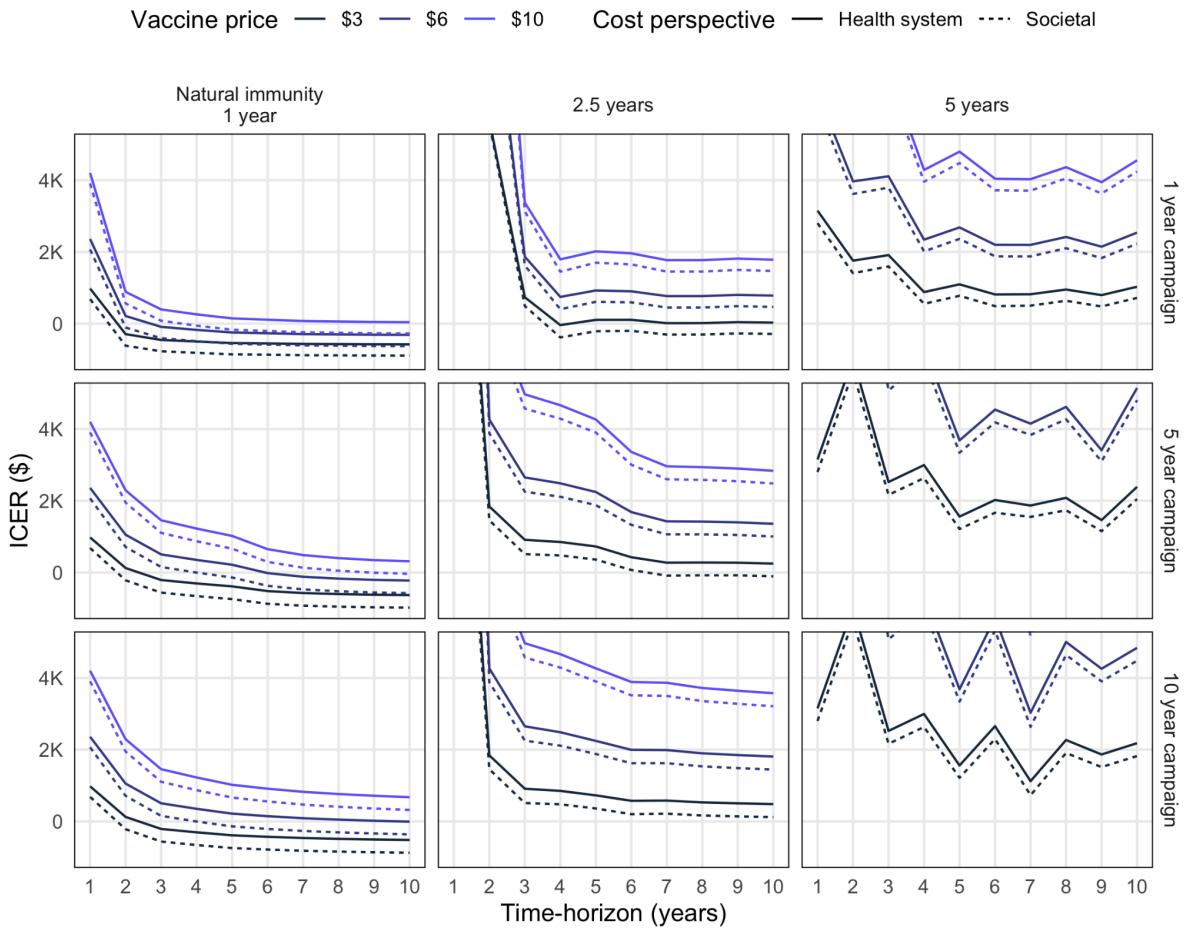 Vaccine price $3 $6 $10 Cost perspective Health system Societal
Natural immunity
1 year
2.5 years
5 years
4K
2K
0
1 year campaign
4K
2K
0
5 year campaign
4K
2K
0
10 year campaign
ICER ($)
1 2 3 4 5 6 7 8 9 10
1 2 3 4 5 6 7 8 9 10
1 2 3 4 5 6 7 8 9 10
Time-horizon (years)